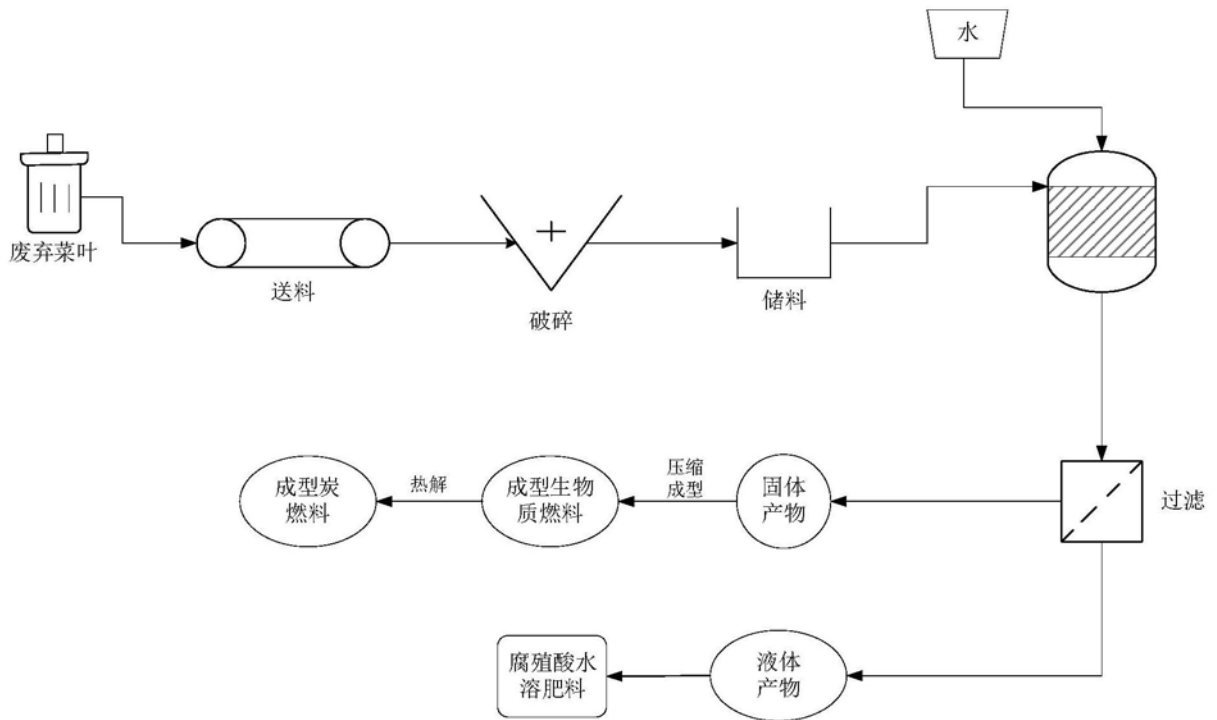 水
废弃菜叶
送料
破碎
储料
过滤
成型炭
燃料
热解
成型生物
质燃料
压缩
成型
固体
产物
腐殖酸水
溶肥料
液体
产物